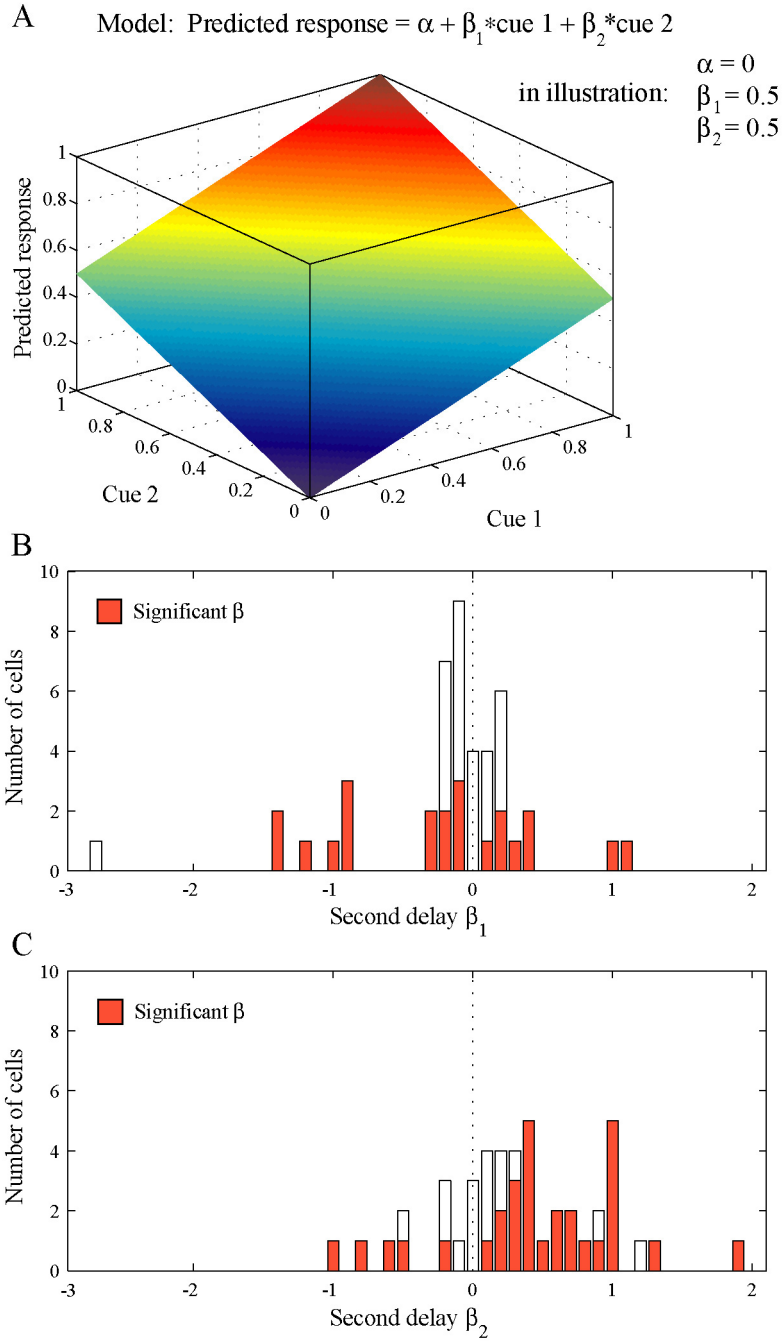 A
Model: Predicted response = α + β1*cue 1 + β2*cue 2
α = 0
in illustration: β1 = 0.5
β2 = 0.5
Predicted response
1
0.8
0.6
0.4
0.2
0
1
0.8
0.6
0.4
0.2
0
Cue 2
0
0.2
0.4
0.6
0.8
1
Cue 1
B
Number of cells
10
8
6
4
2
0
Significant β
-3 -2 -1 0 1 2
Second delay β1
C
Number of cells
10
8
6
4
2
0
Significant β
-3 -2 -1 0 1 2
Second delay β2